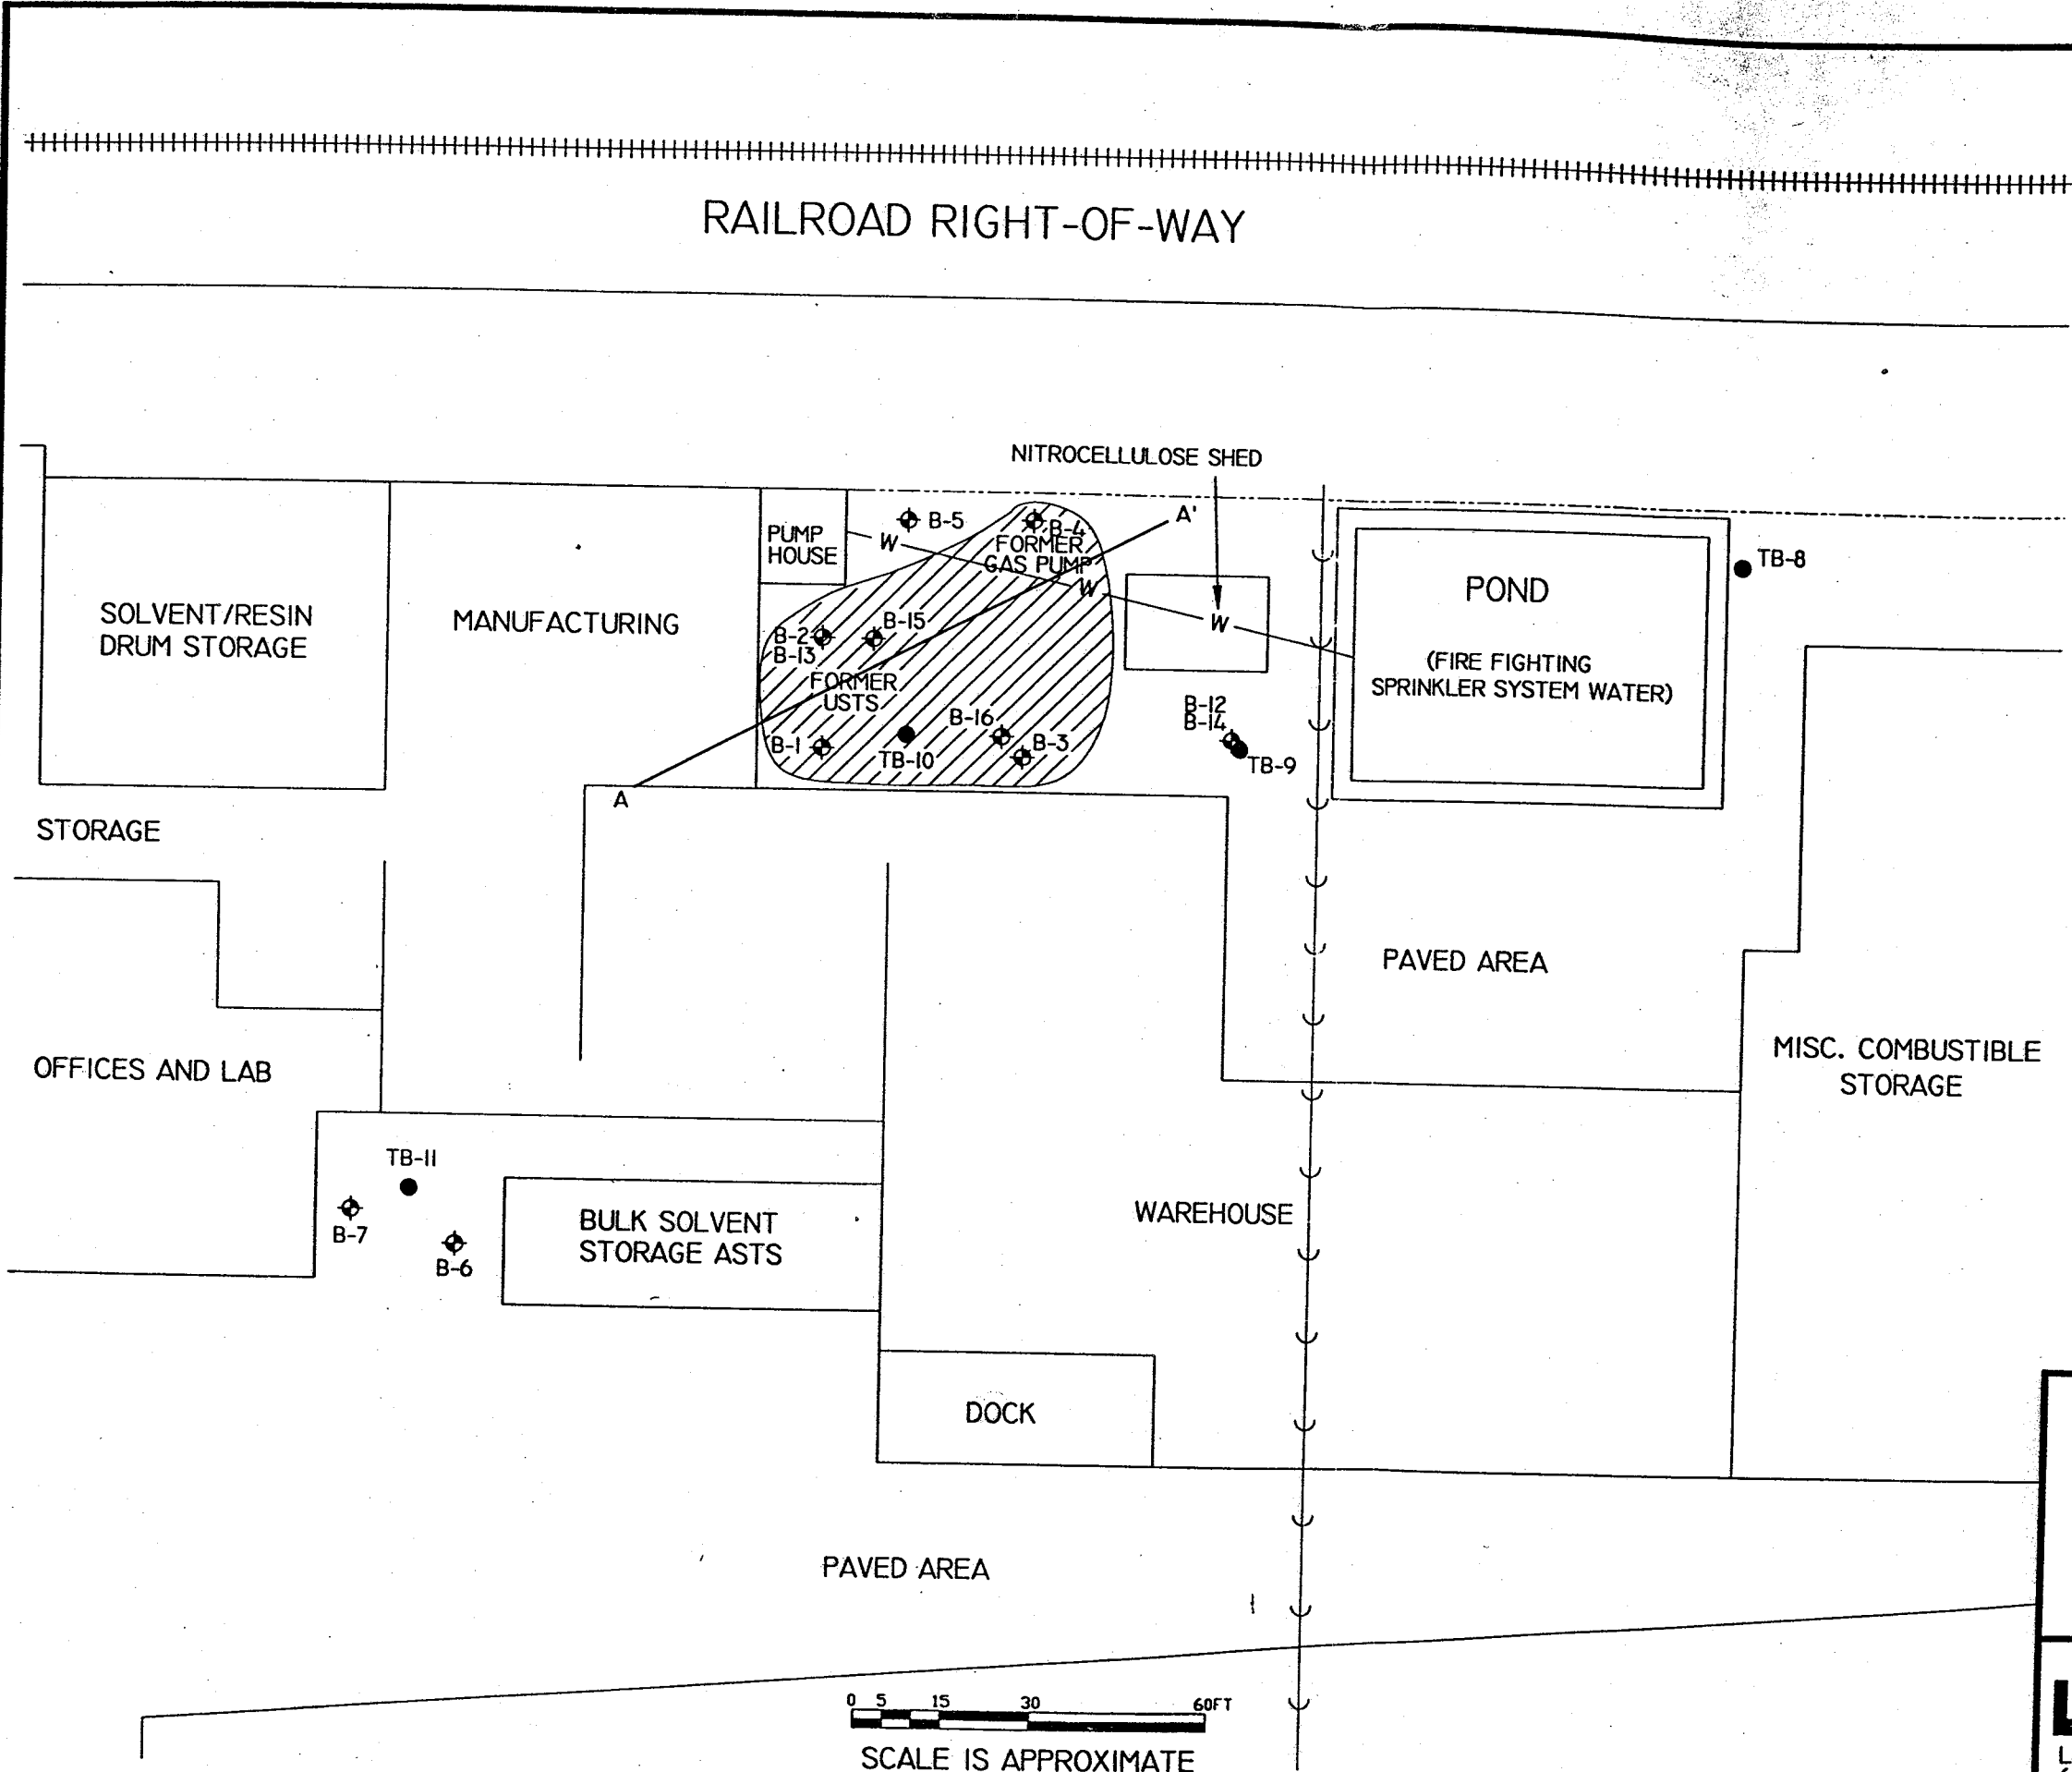 RAILROAD RIGHT-OF-WAY
NITROCELLULOSE SHED
PUMP
HOUSE
B-5
B-4
A'
W
FORMER
GAS PUMP
W
W
TB-8
POND
(FIRE FIGHTING
SPRINKLER SYSTEM WATER)
SOLVENT/RESIN
DRUM STORAGE
MANUFACTURING
B-2
B-13
B-15
FORMER
USTS
B-16
B-1
TB-10
B-3
B-12
B-14
TB-9
A
STORAGE
PAVED AREA
OFFICES AND LAB
MISC. COMBUSTIBLE
STORAGE
TB-11
B-7
B-6
BULK SOLVENT
STORAGE ASTS
WAREHOUSE
DOCK
PAVED AREA
0 5 15 30 60FT
SCALE IS APPROXIMATE